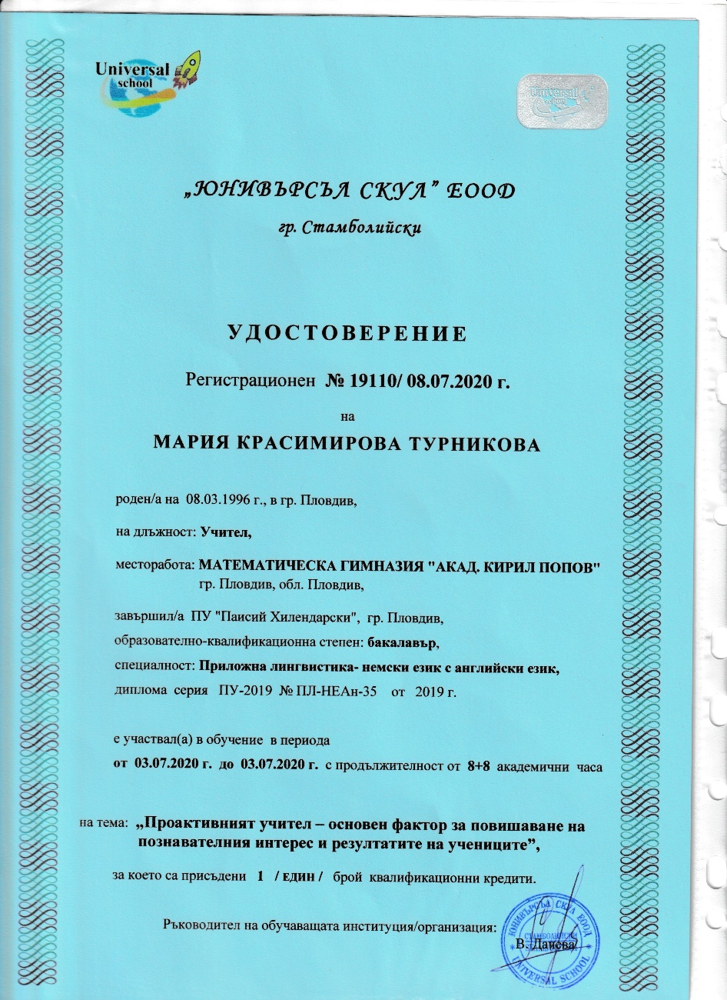 Universal
school
Universal
school
„ЮНИВЪРСЪЛ СКУЛ” ЕООД
гр. Стамболийски
УДОСТОВЕРЕНИЕ
Регистрационен № 19110/ 08.07.2020 г.
на
МАРИЯ КРАСИМИРОВА ТУРНИКОВА
роден/а на 08.03.1996 г., в гр. Пловдив,
на длъжност: Учител,
месторабота: МАТЕМАТИЧЕСКА ГИМНАЗИЯ "АКАД. КИРИЛ ПОПОВ"
гр. Пловдив, обл. Пловдив,
завършил/а ПУ "Паисий Хилендарски", гр. Пловдив,
образователно-квалификационна степен: бакалавър,
специалност: Приложна лингвистика- немски език с английски език,
диплома серия ПУ-2019 № ПЛ-НЕАн-35 от 2019 г.
е участвал(а) в обучение в периода
от 03.07.2020 г. до 03.07.2020 г. с продължителност от 8+8 академични часа
на тема: „Проактивният учител – основен фактор за повишаване на
познавателния интерес и резултатите на учениците”,
за което са присъдени 1 / ЕДИН / брой квалификационни кредити.
Ръководител на обучаващата институция/организация:
В. Данева/
ЮНИВЪРСЪЛ СКУЛ ЕООД
СТАМБОЛИЙСКИ
UNIVERSAL SCHOOL